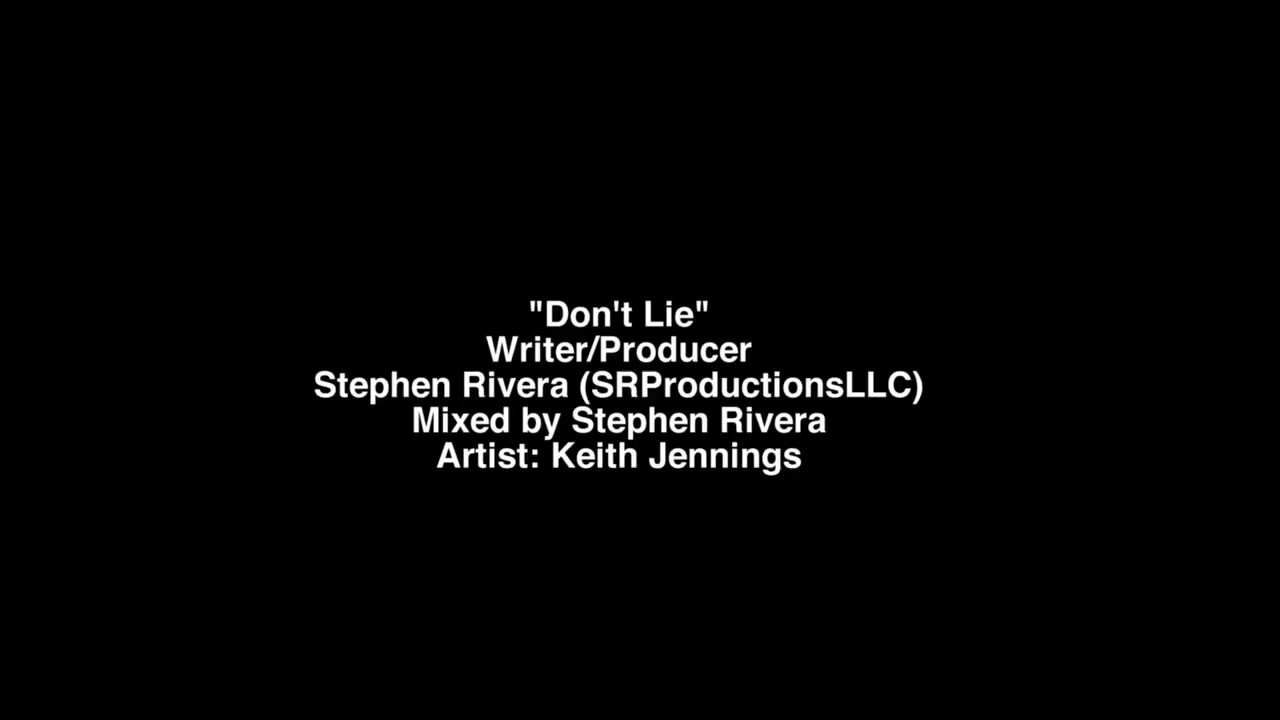 "Don't Lie"
Writer/Producer
Stephen Rivera (SRProductionsLLC)
Mixed by Stephen Rivera
Artist: Keith Jennings